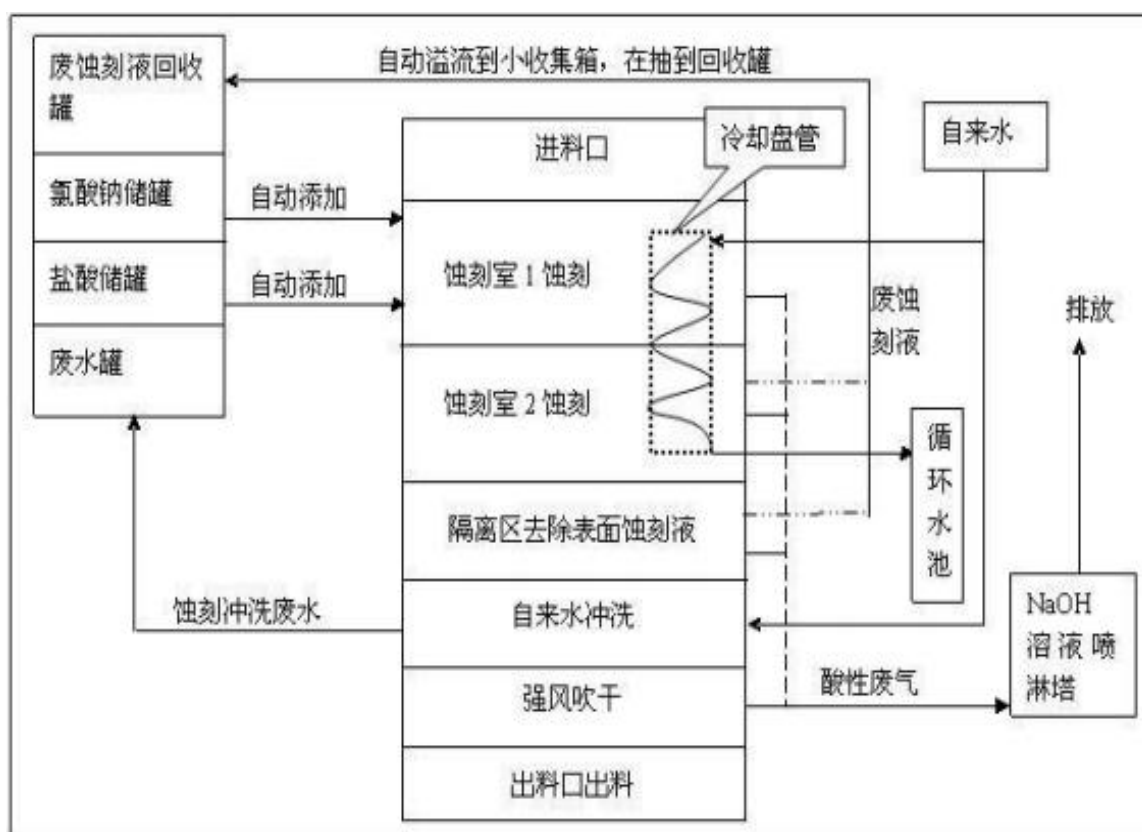 废蚀刻液回收
罐
氯酸钠储罐
盐酸储罐
废水罐
自动溢流到小收集箱，在抽到回收罐
自动添加
自动添加
进料口
冷却盘管
自来水
蚀刻室 1 蚀刻
蚀刻室 2 蚀刻
废蚀
刻液
排放
循
环
水
池
隔离区去除表面蚀刻液
蚀刻冲洗废水
自来水冲洗
NaOH
溶液喷
淋塔
强风吹干
酸性废气
出料口出料